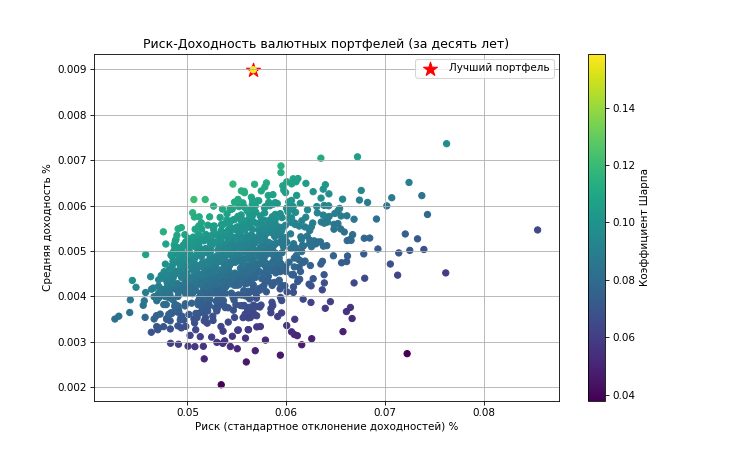 Риск-Доходность валютных портфелей (за десять лет)
Лучший портфель
Средняя доходность %
0.009
0.008
0.007
0.006
0.005
0.004
0.003
0.002
0.05 0.06 0.07 0.08
Риск (стандартное отклонение доходностей) %
0.14
0.12
0.10
0.08
0.06
0.04
Коэффициент Шарпа